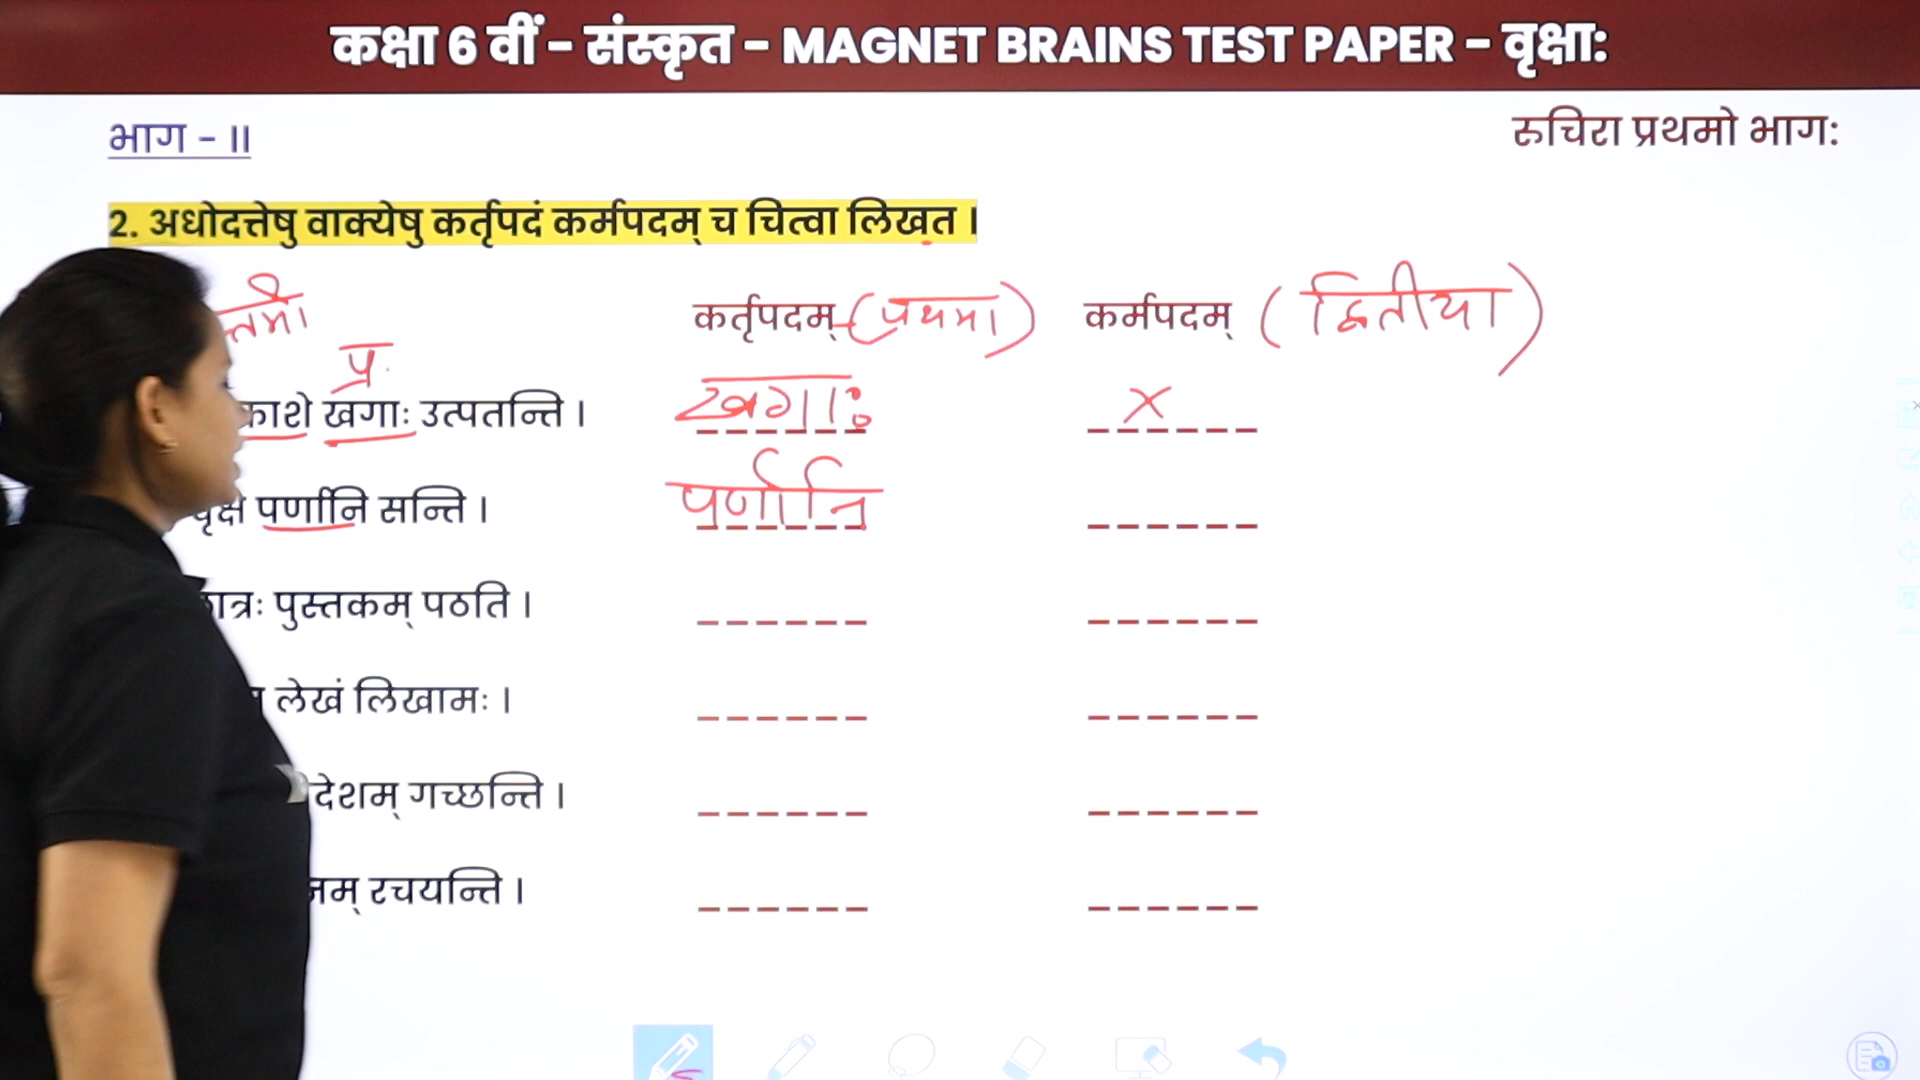 कक्षा 6 वीं - संस्कृत - MAGNET BRAINS TEST PAPER - वृक्षा:
भाग - II
रुचिरा प्रथमो भाग:
2. अधोदत्तेषु वाक्येषु कर्तृपदं कर्मपदम् च चित्वा लिखत ।
कर्तृपदम् (प्रथमा) कर्मपदम् (द्वितीया)
प्र.
खगाः उत्पतन्ति । खगाः x
पर्णानि सन्ति । पर्णानि
पुस्तकम् पठति ।
लेखं लिखामः ।
गच्छन्ति ।
रचयन्ति ।